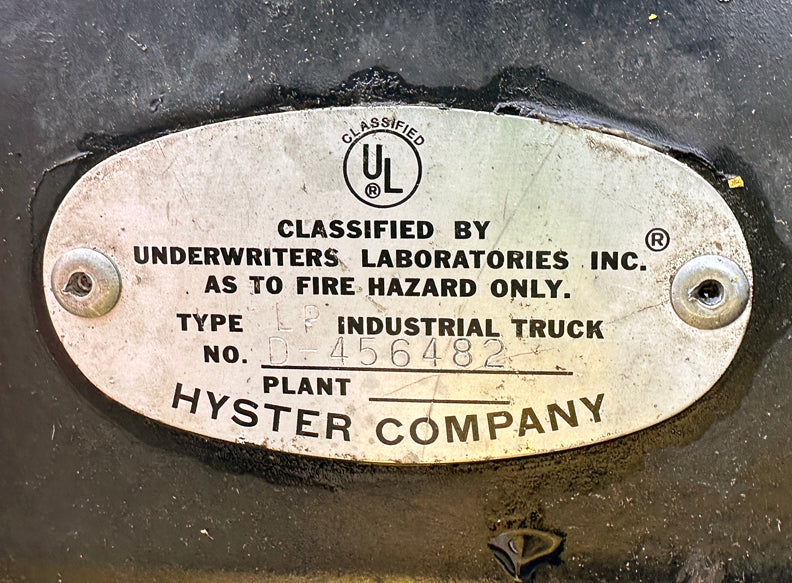 CLASSIFIED
UL®
CLASSIFIED BY
UNDERWRITERS LABORATORIES INC.®
AS TO FIRE HAZARD ONLY.
TYPE LP INDUSTRIAL TRUCK
NO. D-456482
PLANT
HYSTER COMPANY